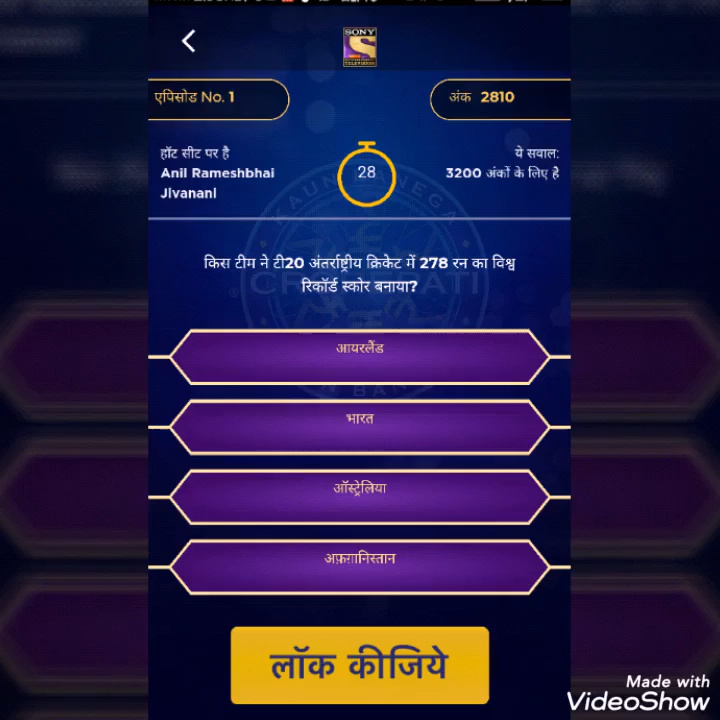 SONY
एपिसोड No. 1
अंक 2810
हॉट सीट पर है
Anil Rameshbhai
Jivanani
28
ये सवाल:
3200 अंकों के लिए है
किस टीम ने टी20 अंतर्राष्ट्रीय क्रिकेट में 278 रन का विश्व
रिकॉर्ड स्कोर बनाया?
आयरलैंड
भारत
ऑस्ट्रेलिया
अफ़ग़ानिस्तान
लॉक कीजिये
Made with
VideoShow